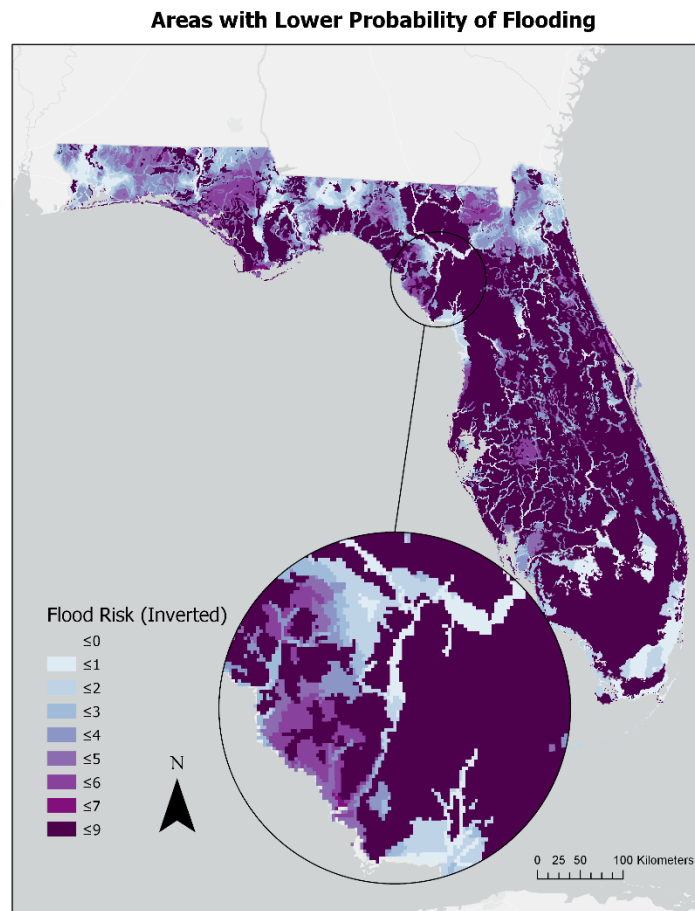 Areas with Lower Probability of Flooding
Flood Risk (Inverted)
≤0
≤1
≤2
≤3
≤4
≤5
≤6
≤7
≤9
N
0 25 50 100 Kilometers